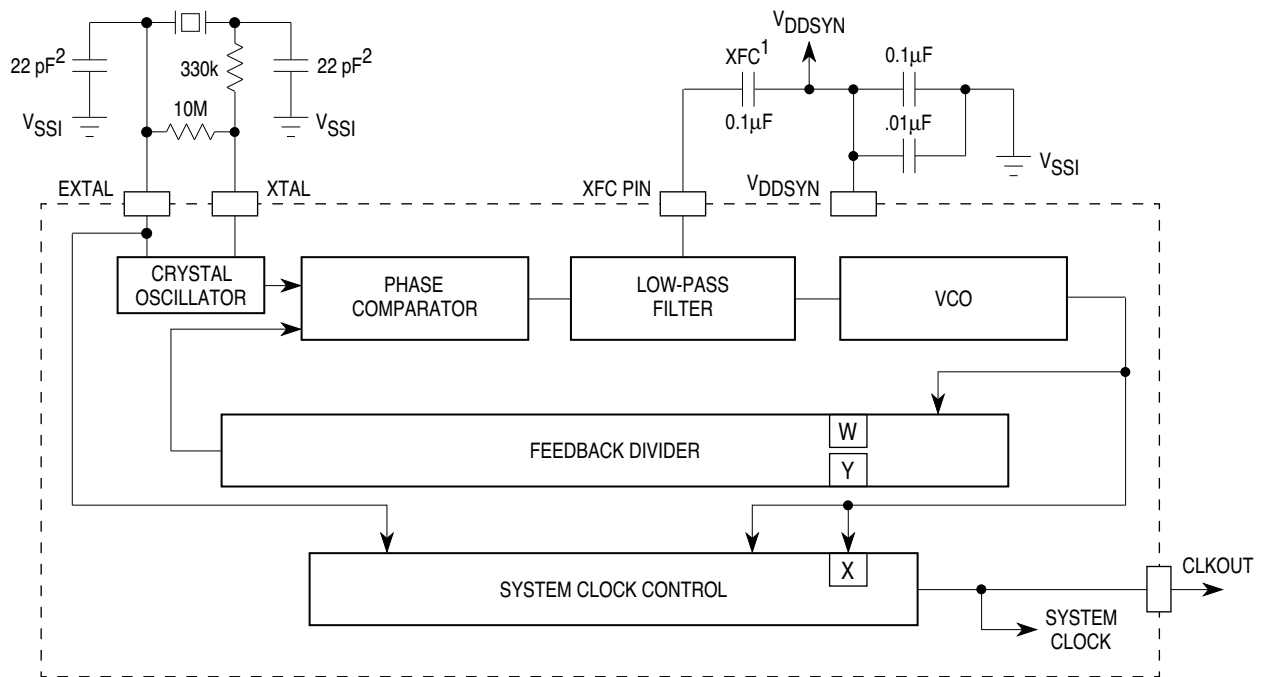 22 pF2
330k
22 pF2
10M
VSSI
VSSI
VDDSYN
XFC1
0.1µF
0.1µF
.01µF
VSSI
EXTAL
XTAL
XFC PIN
VDDSYN
CRYSTAL
OSCILLATOR
PHASE
COMPARATOR
LOW-PASS
FILTER
VCO
FEEDBACK DIVIDER
W
Y
SYSTEM CLOCK CONTROL
X
CLKOUT
SYSTEM
CLOCK